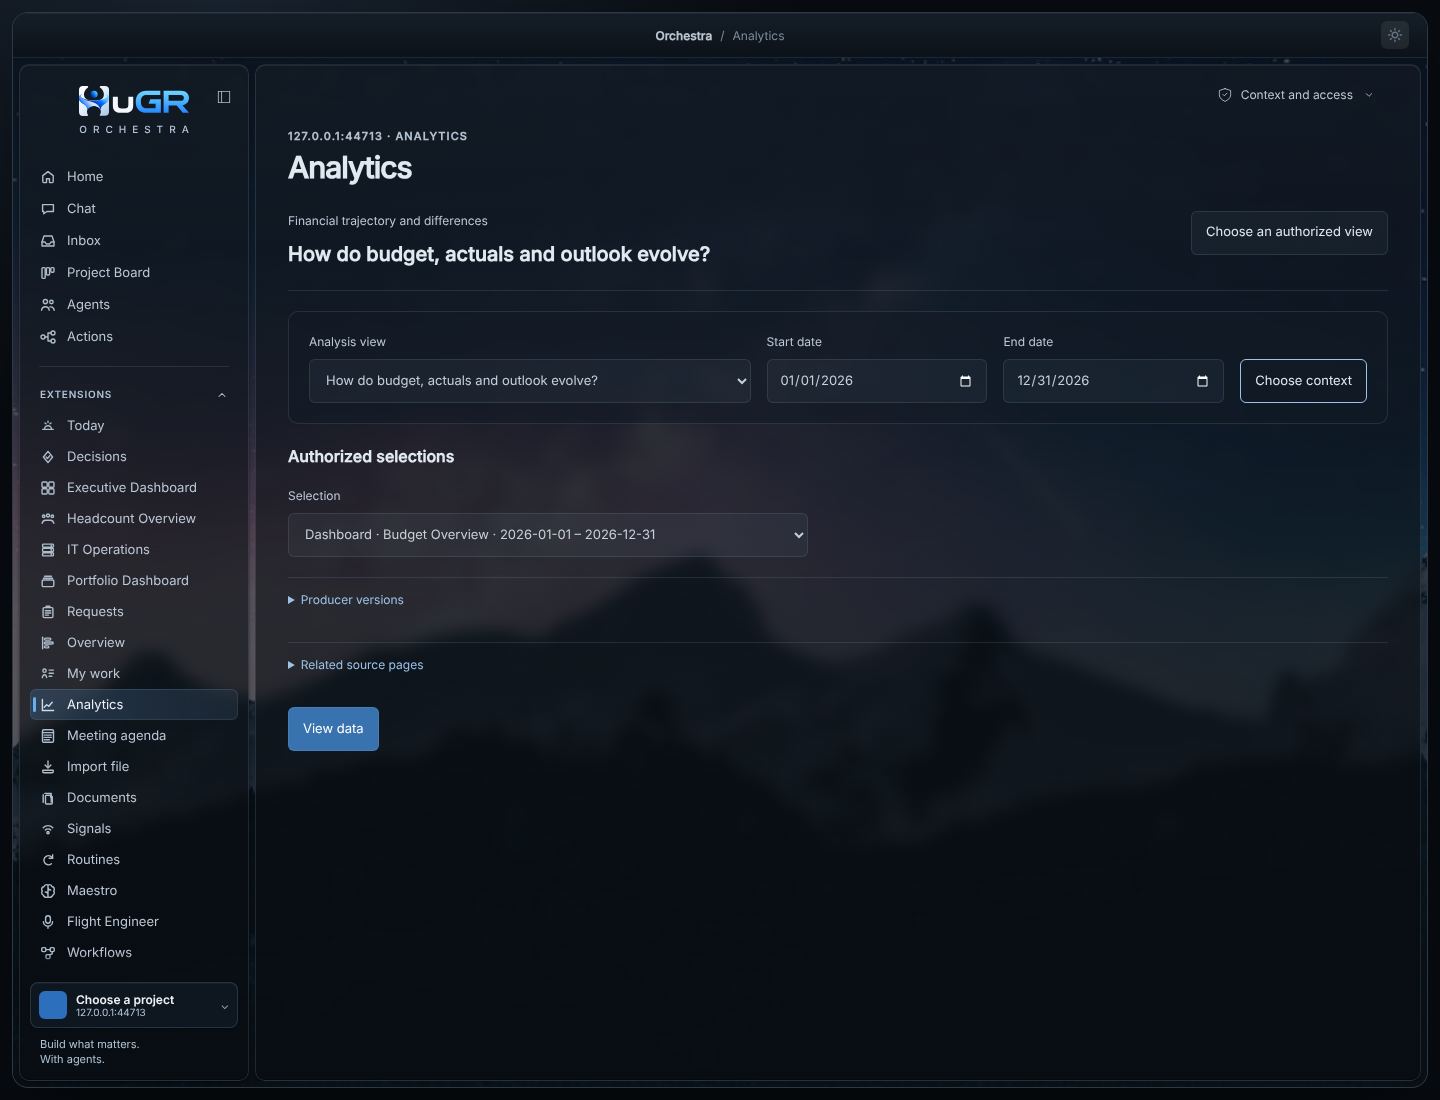 Orchestra / Analytics
HuGR
ORCHESTRA
Home
Chat
Inbox
Project Board
Agents
Actions
EXTENSIONS
Today
Decisions
Executive Dashboard
Headcount Overview
IT Operations
Portfolio Dashboard
Requests
Overview
My work
Analytics
Meeting agenda
Import file
Documents
Signals
Routines
Maestro
Flight Engineer
Workflows
Choose a project
127.0.0.1:44713
Build what matters.
With agents.
Context and access
127.0.0.1:44713 · ANALYTICS
Analytics
Financial trajectory and differences
How do budget, actuals and outlook evolve?
Choose an authorized view
Analysis view
Start date
End date
How do budget, actuals and outlook evolve?
01/01/2026
12/31/2026
Choose context
Authorized selections
Selection
Dashboard · Budget Overview · 2026-01-01 – 2026-12-31
Producer versions
Related source pages
View data